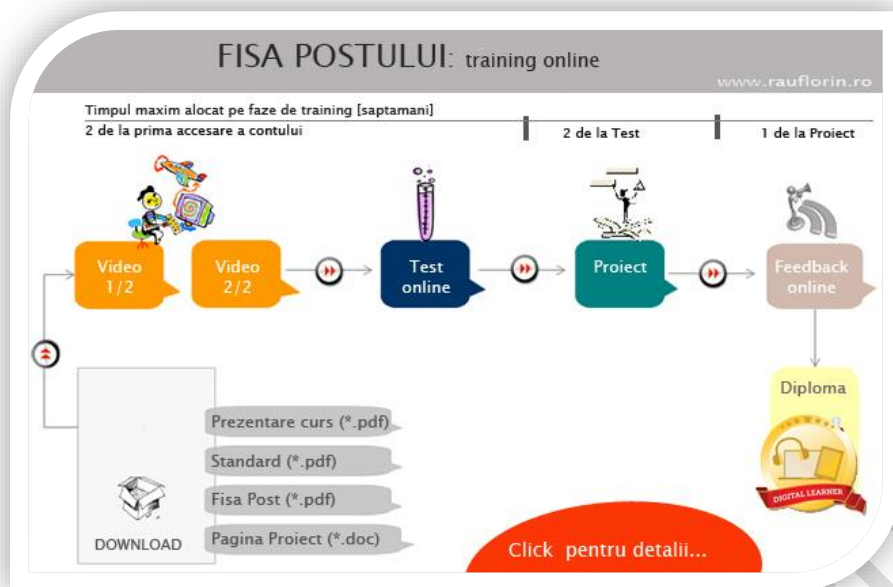 FISA POSTULUI: training online
www.rauflorin.ro
Timpul maxim alocat pe faze de training [saptamani]
2 de la prima accesare a contului
2 de la Test
1 de la Proiect
Video
1/2
Video
2/2
Test
online
Proiect
Feedback
online
Diploma
DIGITAL LEARNER
Prezentare curs (*.pdf)
Standard (*.pdf)
Fisa Post (*.pdf)
Pagina Proiect (*.doc)
DOWNLOAD
Click pentru detalii...